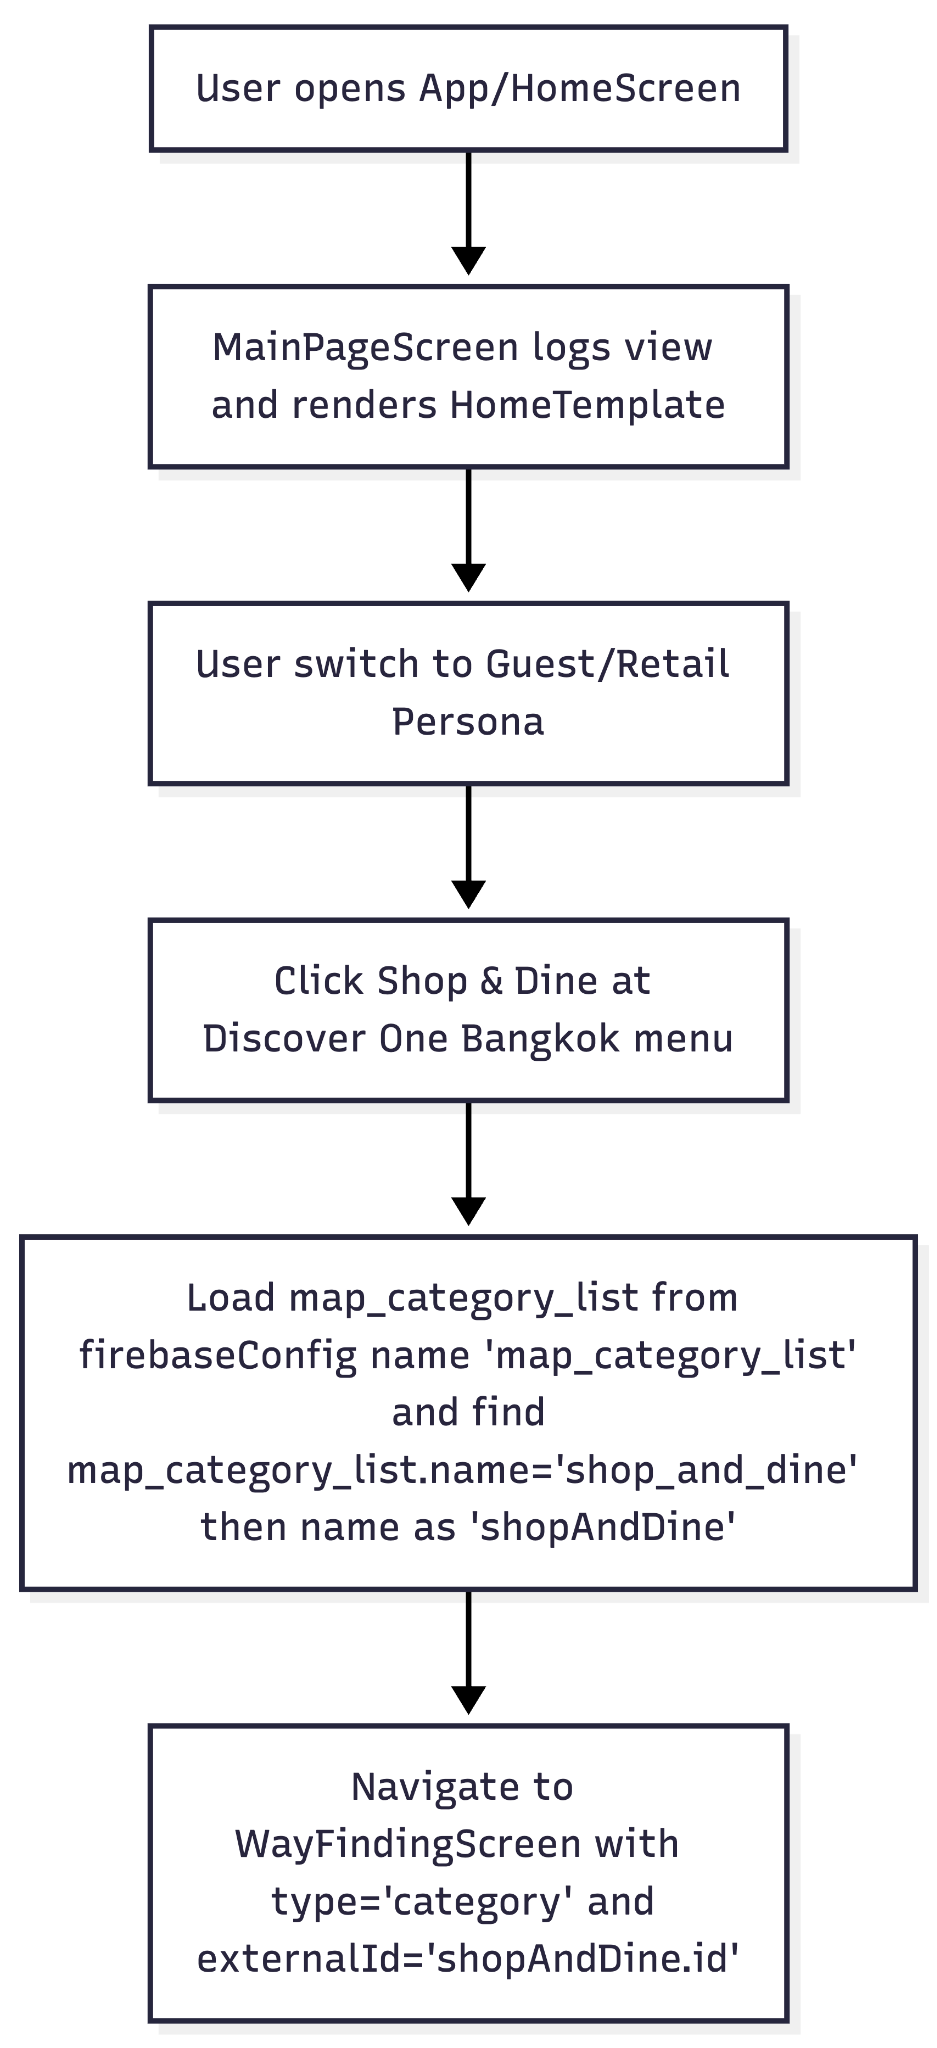 User opens App/HomeScreen
MainPageScreen logs view
and renders HomeTemplate
User switch to Guest/Retail
Persona
Click Shop & Dine at
Discover One Bangkok menu
Load map_category_list from
firebaseConfig name 'map_category_list'
and find
map_category_list.name='shop_and_dine'
then name as 'shopAndDine'
Navigate to
WayFindingScreen with
type='category' and
externalId='shopAndDine.id'